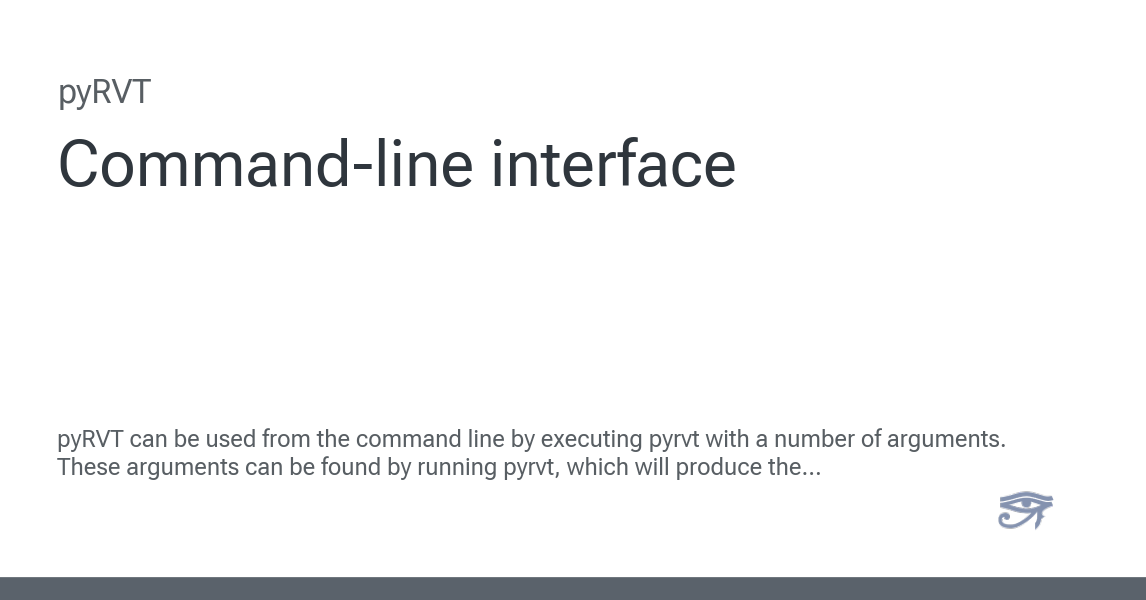 pyRVT
Command-line interface
pyRVT can be used from the command line by executing pyrvt with a number of arguments.
These arguments can be found by running pyrvt, which will produce the...